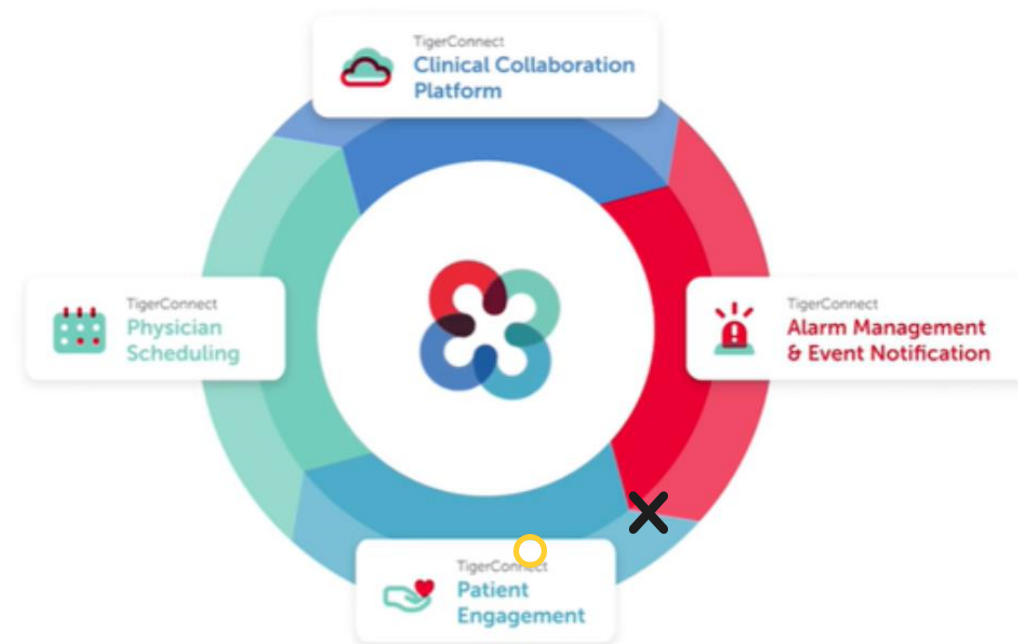 TigerConnect
Clinical Collaboration
Platform
TigerConnect
Physician
Scheduling
TigerConnect
Alarm Management
& Event Notification
TigerConnect
Patient
Engagement